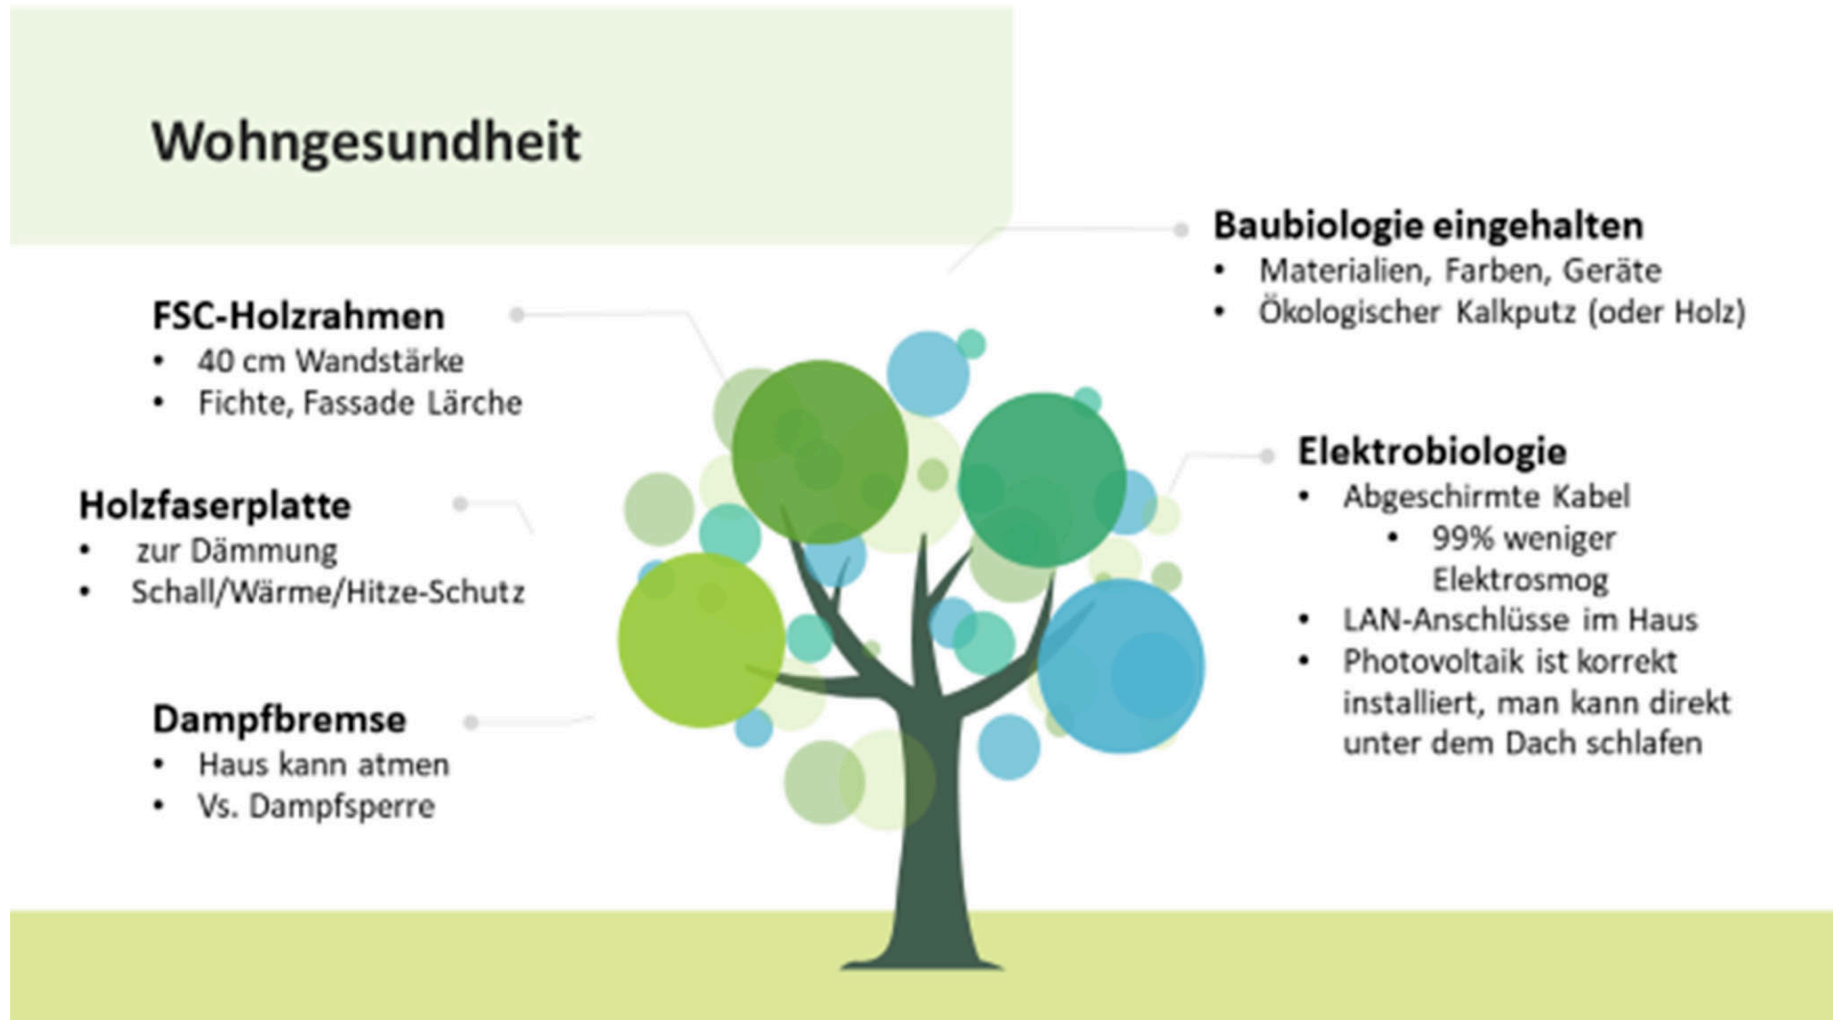 Wohngesundheit
FSC-Holzrahmen
• 40 cm Wandstärke
• Fichte, Fassade Lärche
Holzfaserplatte
• zur Dämmung
• Schall/Wärme/Hitze-Schutz
Dampfbremse
• Haus kann atmen
• Vs. Dampfsperre
Baubiologie eingehalten
• Materialien, Farben, Geräte
• Ökologischer Kalkputz (oder Holz)
Elektrobiologie
• Abgeschirmte Kabel
• 99% weniger
Elektrosmog
• LAN-Anschlüsse im Haus
• Photovoltaik ist korrekt
installiert, man kann direkt
unter dem Dach schlafen